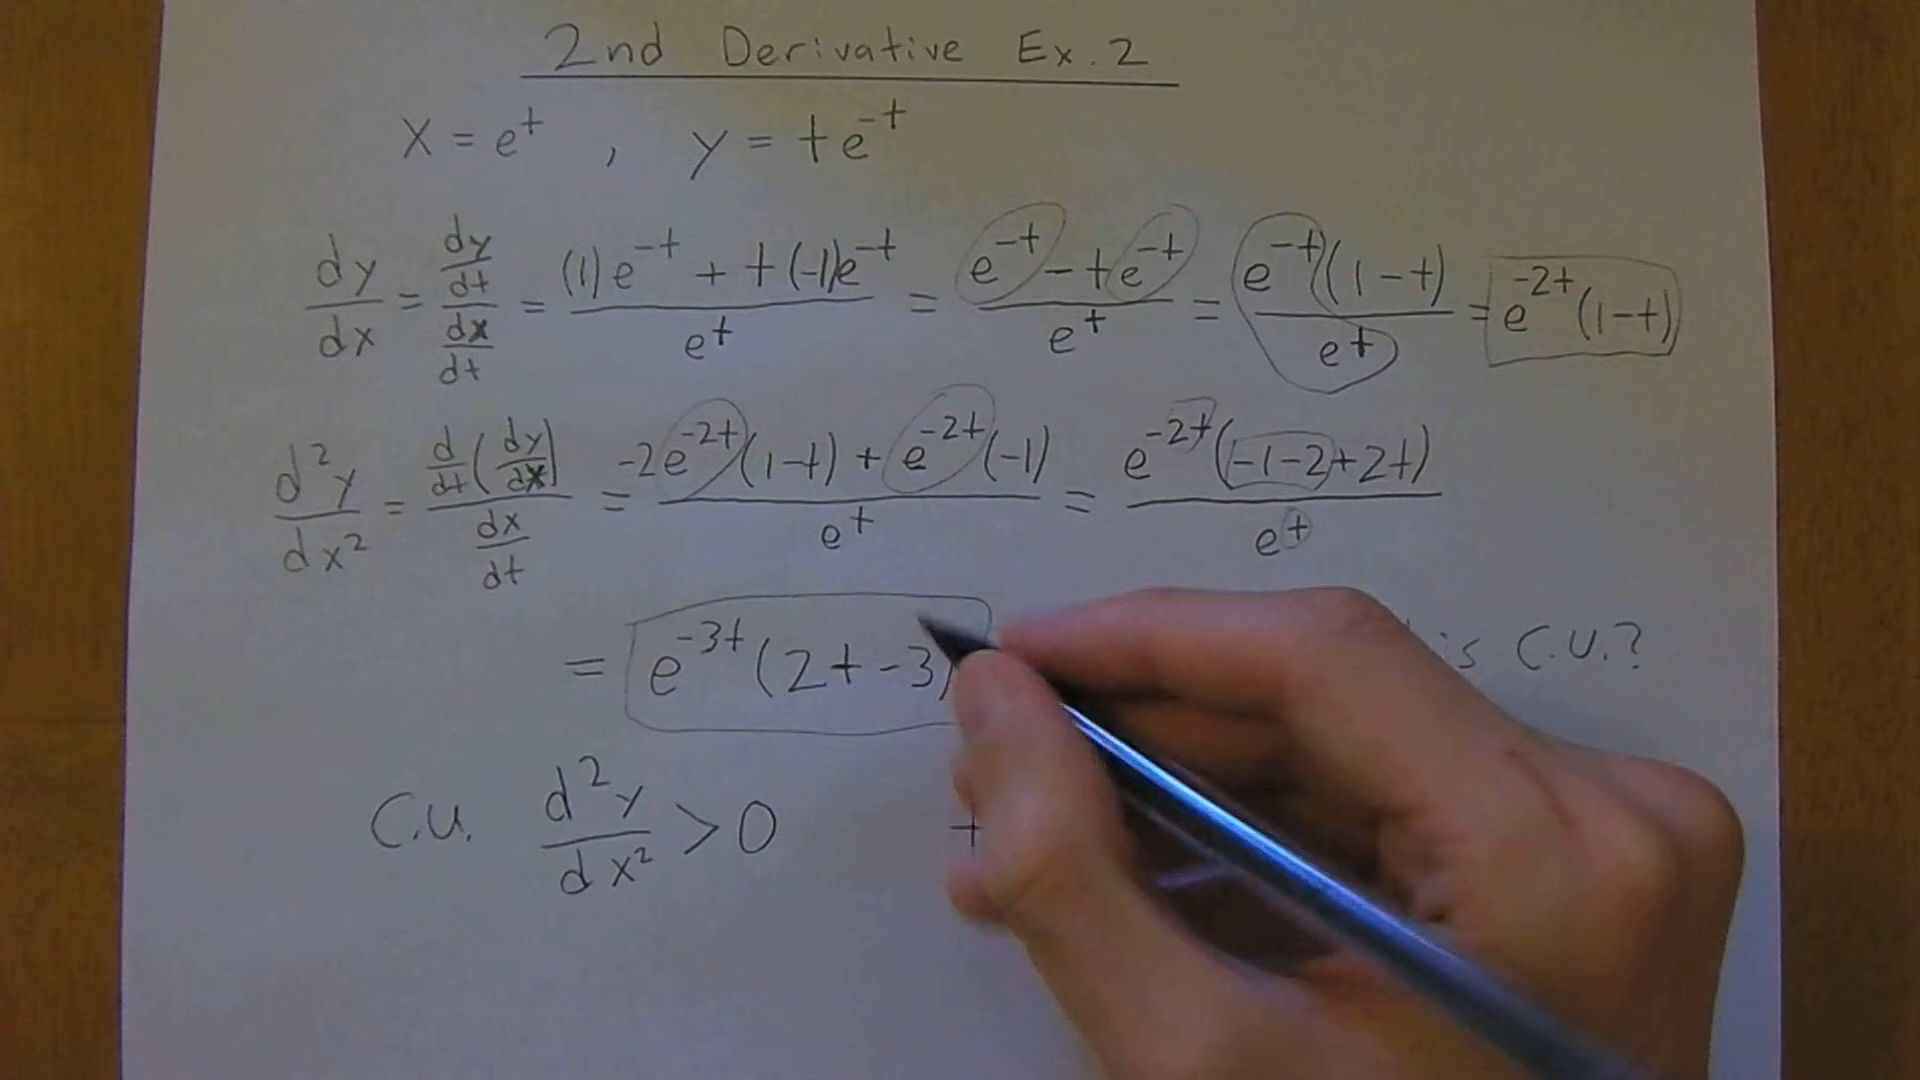 2nd Derivative Ex. 2
x = e^t , y = te^-t
dy/dx = (dy/dt)/(dx/dt) = ((1)e^-t + t(-1)e^-t)/e^t = (e^-t - te^-t)/e^t = (e^-t(1-t))/e^t = e^-2t(1-t)
d²y/dx² = (d/dt(dy/dx))/(dx/dt) = (-2e^-2t(1-t) + e^-2t(-1))/e^t = (e^-2t(-1-2+2t))/e^t
= e^-3t(2t-3) is C.U.?
C.U. d²y/dx² > 0